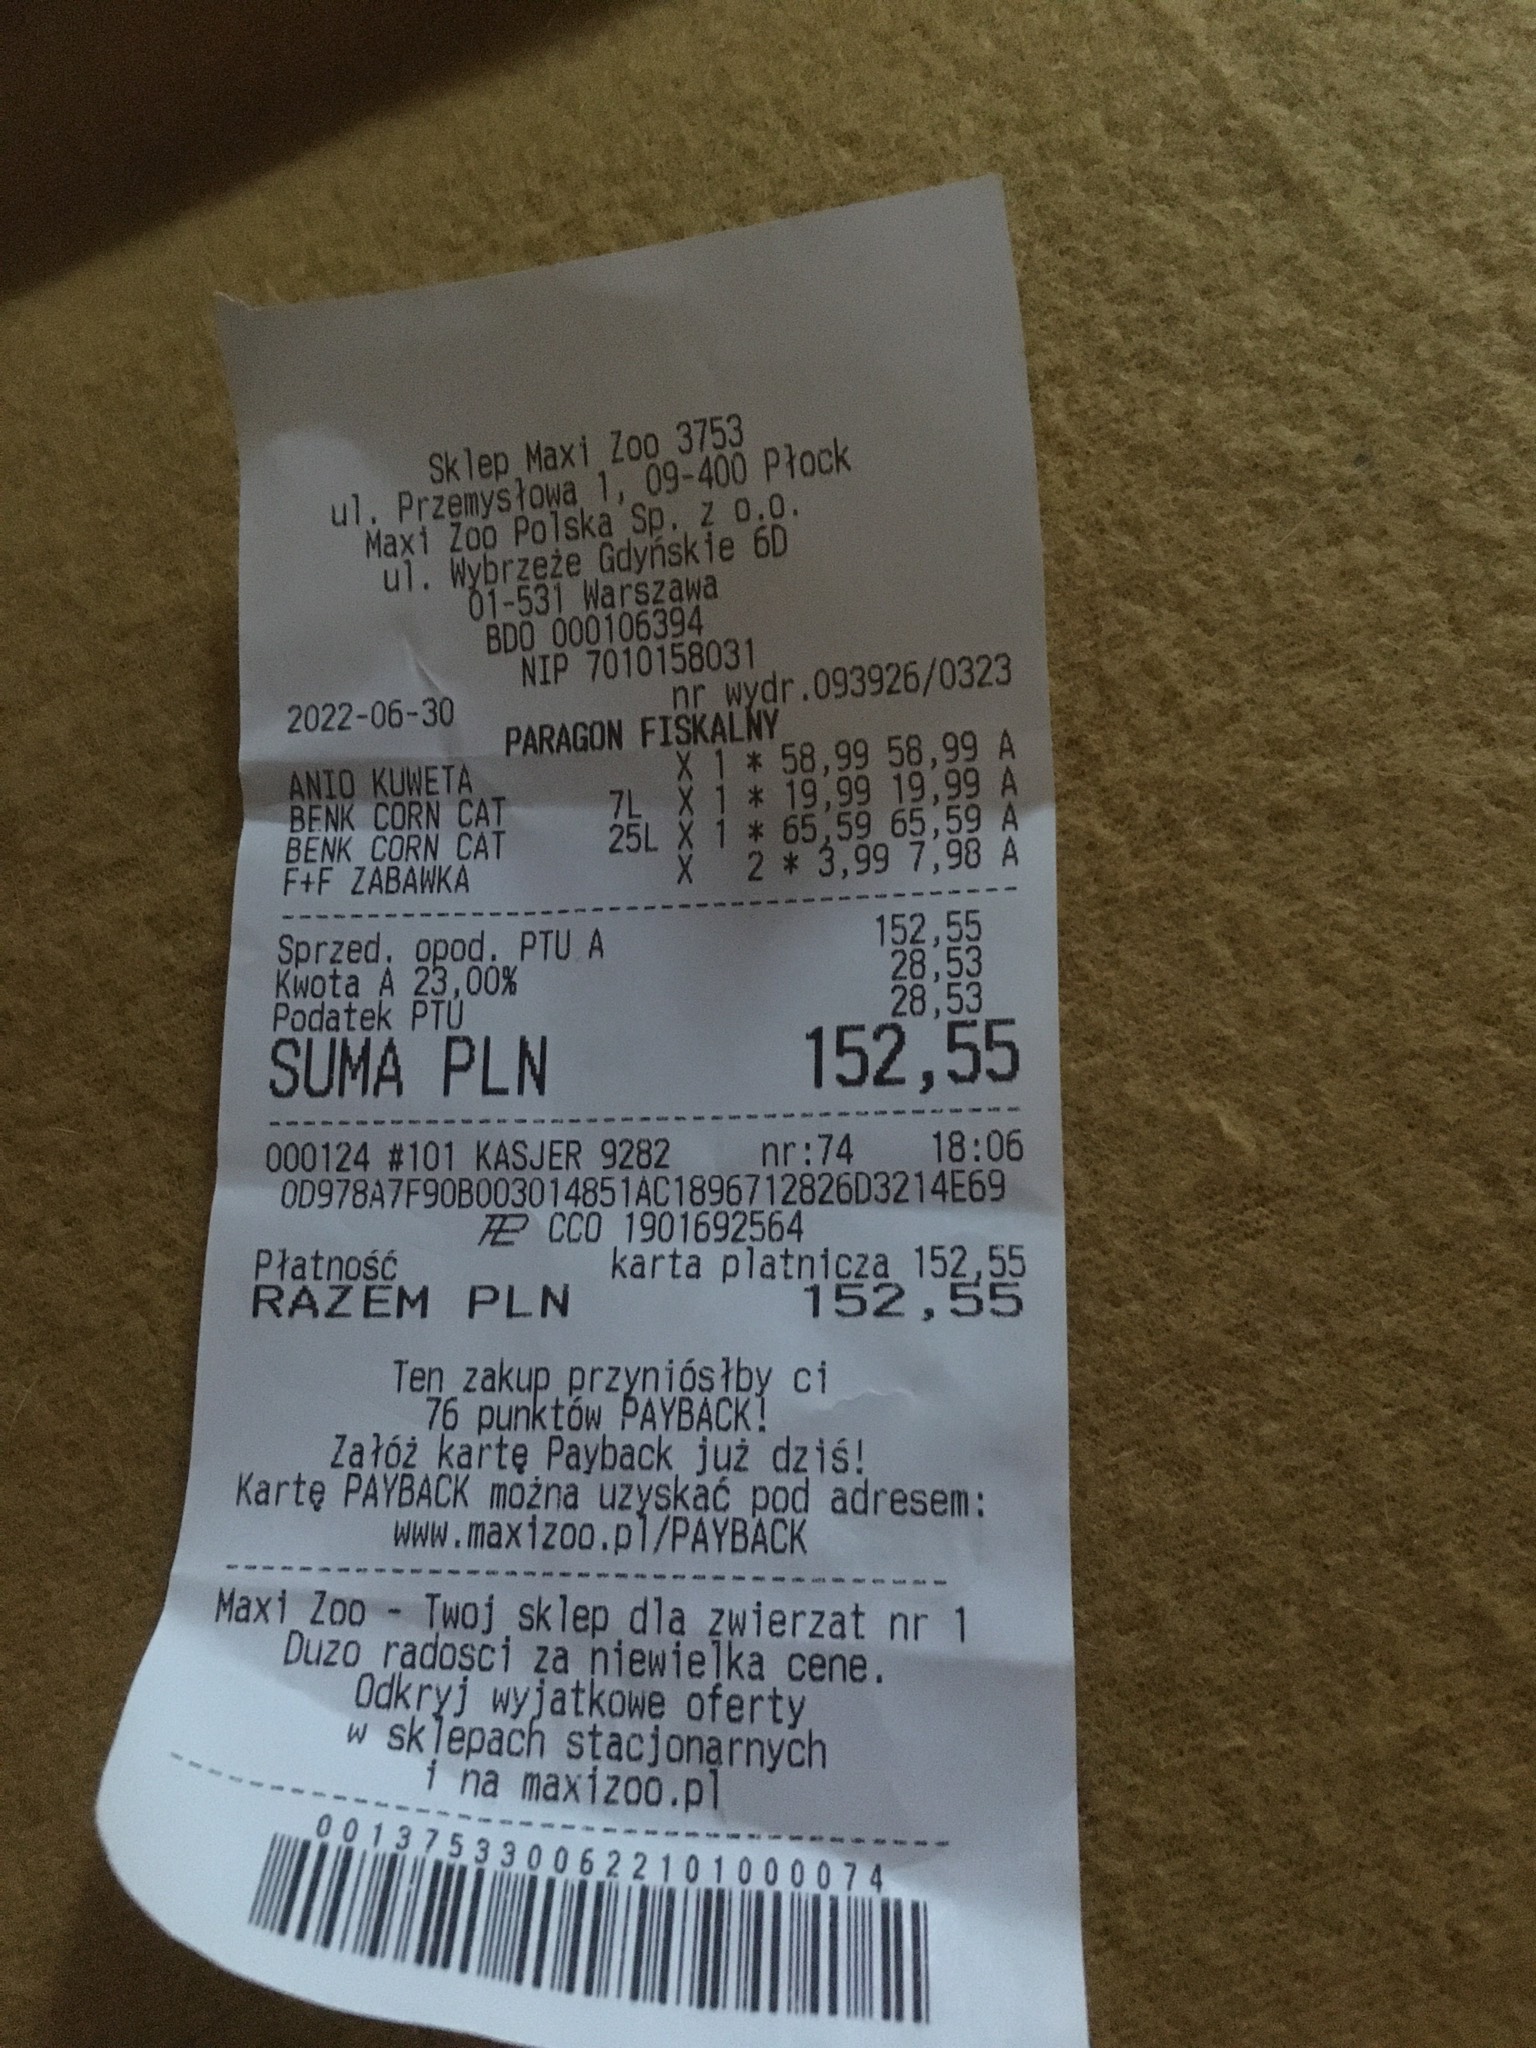 Sklep Maxi Zoo 3753
ul. Przemysłowa 1, 09-400 Płock
Maxi Zoo Polska Sp. z o.o.
ul. Wybrzeże Gdyńskie 6D
01-531 Warszawa
BDO 000106394
NIP 7010158031
2022-06-30 nr wydr.093926/0323
PARAGON FISKALNY
ANIO KUWETA X 1 * 58,99 58,99 A
BENK CORN CAT 7L X 1 * 19,99 19,99 A
BENK CORN CAT 25L X 1 * 65,59 65,59 A
F+F ZABAWKA X 2 * 3,99 7,98 A
Sprzed. opod. PTU A 152,55
Kwota A 23,00% 28,53
Podatek PTU 28,53
SUMA PLN 152,55
000124 #101 KASJER 9282 nr:74 18:06
0D978A7F90B003014851AC1896712826D3214E69
CCO 1901692564
Płatność karta platnicza 152,55
RAZEM PLN 152,55
Ten zakup przyniósłby ci
76 punktów PAYBACK!
Załóż kartę Payback już dziś!
Kartę PAYBACK można uzyskać pod adresem:
www.maxizoo.pl/PAYBACK
Maxi Zoo - Twoj sklep dla zwierzat nr 1
Duzo radosci za niewielka cene.
Odkryj wyjatkowe oferty
w sklepach stacjonarnych
i na maxizoo.pl
0013753300622101000074